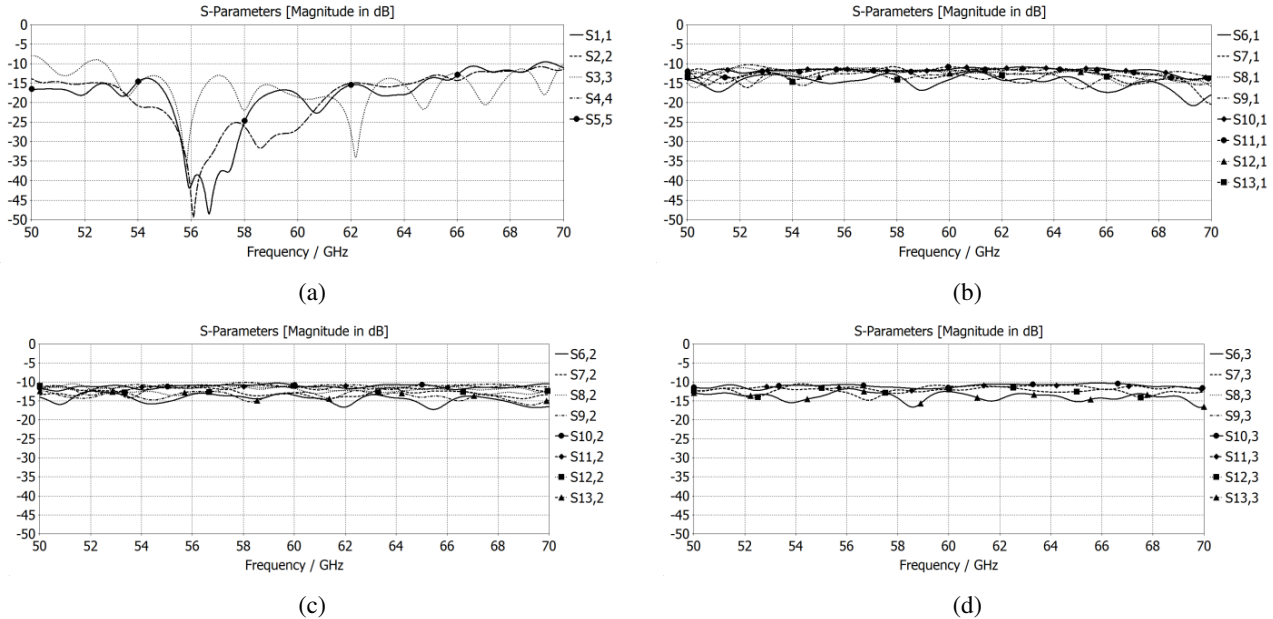 S-Parameters [Magnitude in dB]
0
-5
-10
-15
-20
-25
-30
-35
-40
-45
-50
50 52 54 56 58 60 62 64 66 68 70
Frequency / GHz
S1,1
S2,2
S3,3
S4,4
S5,5
(a)
S-Parameters [Magnitude in dB]
0
-5
-10
-15
-20
-25
-30
-35
-40
-45
-50
50 52 54 56 58 60 62 64 66 68 70
Frequency / GHz
S6,1
S7,1
S8,1
S9,1
S10,1
S11,1
S12,1
S13,1
(b)
S-Parameters [Magnitude in dB]
0
-5
-10
-15
-20
-25
-30
-35
-40
-45
-50
50 52 54 56 58 60 62 64 66 68 70
Frequency / GHz
S6,2
S7,2
S8,2
S9,2
S10,2
S11,2
S12,2
S13,2
(c)
S-Parameters [Magnitude in dB]
0
-5
-10
-15
-20
-25
-30
-35
-40
-45
-50
50 52 54 56 58 60 62 64 66 68 70
Frequency / GHz
S6,3
S7,3
S8,3
S9,3
S10,3
S11,3
S12,3
S13,3
(d)